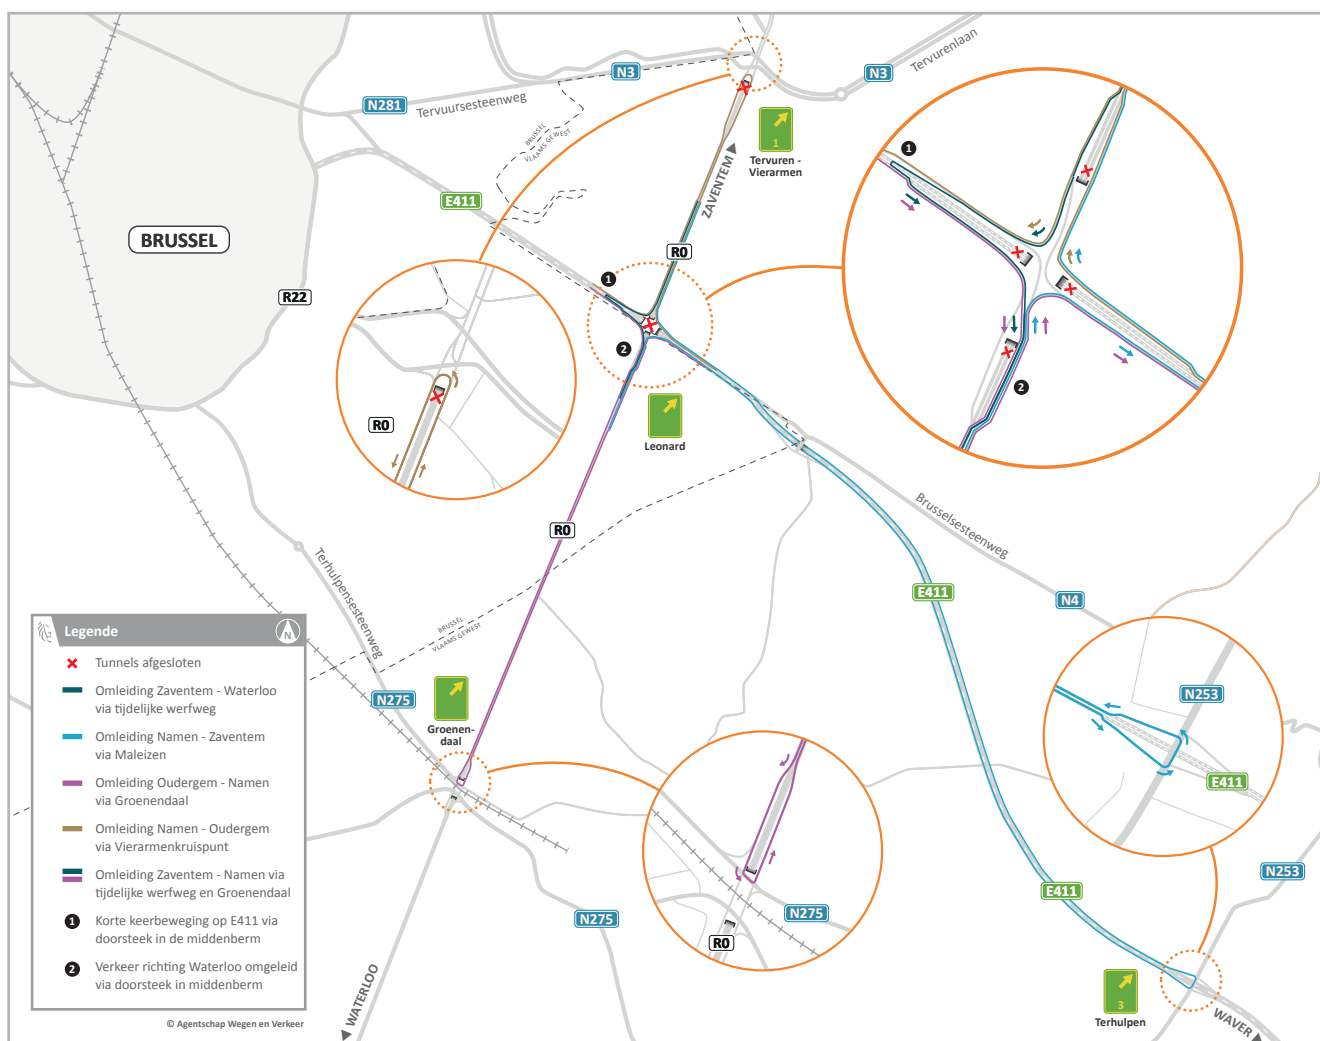 N3
N3
Tervurenlaan
N281
Tervuursesteenweg
BRUSSEL
VLAAMS GEWEST
1
Tervuren -
Vierarmen
ZAVENTEM
E411
BRUSSEL
R0
R22
1
2
1
2
R0
Leonard
R0
Brusselsesteenweg
E411
N4
Terhulpensesteenweg
BRUSSEL
VLAAMS GEWEST
N275
Groenen-
daal
N253
E411
N275
R0
N275
E411
N253
3
Terhulpen
WAVER
WATERLOO
Legende
N
Tunnels afgesloten
Omleiding Zaventem - Waterloo
via tijdelijke werfweg
Omleiding Namen - Zaventem
via Maleizen
Omleiding Oudergem - Namen
via Groenendaal
Omleiding Namen - Oudergem
via Vierarmenkruispunt
Omleiding Zaventem - Namen via
tijdelijke werfweg en Groenendaal
1 Korte keerbeweging op E411 via
doorsteek in de middenberm
2 Verkeer richting Waterloo omgeleid
via doorsteek in middenberm
© Agentschap Wegen en Verkeer